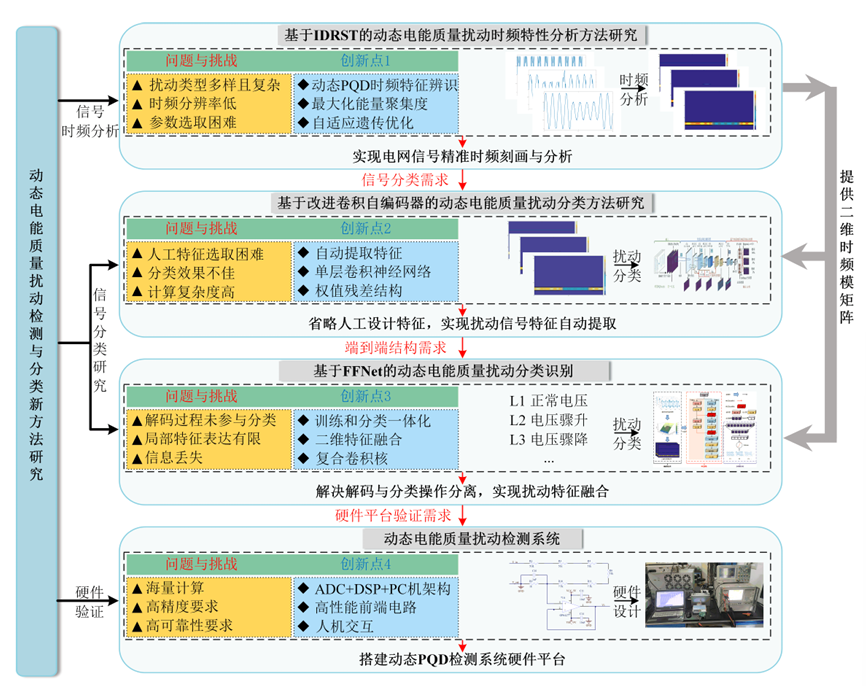 动态电能质量扰动检测与分类新方法研究
信号
时频分析
基于IDRST的动态电能质量扰动时频特性分析方法研究
问题与挑战
创新点1
▲ 扰动类型多样且复杂
▲ 时频分辨率低
▲ 参数选取困难
◆动态PQD时频特征辨识
◆最大化能量聚集度
◆自适应遗传优化
时频
分析
实现电网信号精准时频刻画与分析
信号分类需求
提供二维时频模矩阵
信号分类研究
基于改进卷积自编码器的动态电能质量扰动分类方法研究
问题与挑战
创新点2
▲ 人工特征选取困难
▲ 分类效果不佳
▲ 计算复杂度高
◆ 自动提取特征
◆ 单层卷积神经网络
◆ 权值残差结构
扰动
分类
省略人工设计特征，实现扰动信号特征自动提取
端到端结构需求
基于FFNet的动态电能质量扰动分类识别
问题与挑战
创新点3
▲解码过程未参与分类
▲局部特征表达有限
▲信息丢失
◆ 训练和分类一体化
◆ 二维特征融合
◆ 复合卷积核
L1 正常电压
L2 电压骤升
L3 电压骤降
...
扰动
分类
解决解码与分类操作分离，实现扰动特征融合
硬件平台验证需求
硬件
验证
动态电能质量扰动检测系统
问题与挑战
创新点4
▲海量计算
▲高精度要求
▲高可靠性要求
◆ ADC+DSP+PC机架构
◆ 高性能前端电路
◆ 人机交互
硬件
设计
搭建动态PQD检测系统硬件平台